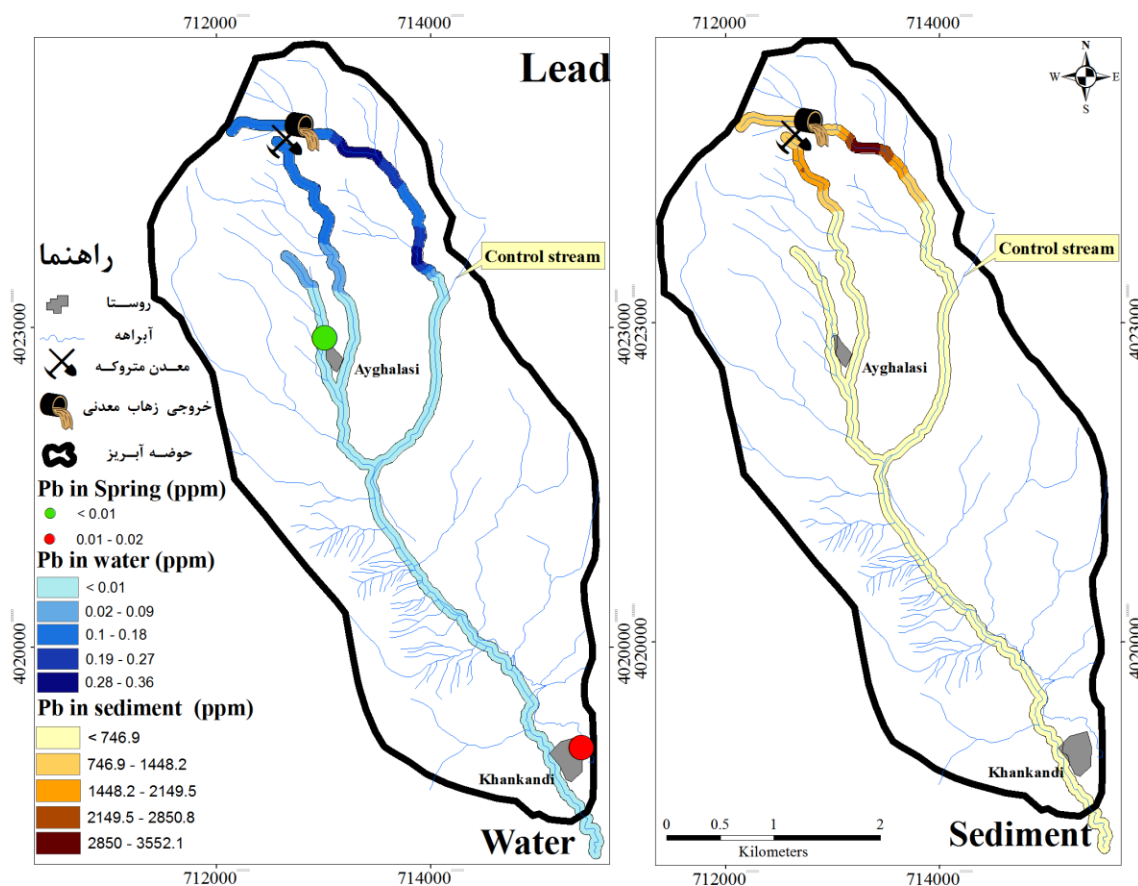 712000
714000
712000
714000
Lead
N
W
E
S
Control stream
Control stream
راهنما
روستا
آبراهه
معدن متروکه
خروجی زهاب معدنی
حوضه آبریز
4023000
4023000
4023000
Ayghalasi
Ayghalasi
Pb in Spring (ppm)
< 0.01
0.01 - 0.02
Pb in water (ppm)
< 0.01
0.02 - 0.09
0.1 - 0.18
0.19 - 0.27
0.28 - 0.36
4020000
4020000
4020000
Pb in sediment (ppm)
< 746.9
746.9 - 1448.2
1448.2 - 2149.5
2149.5 - 2850.8
2850 - 3552.1
Khankandi
Khankandi
Water
0 0.5 1 2
Kilometers
Sediment
712000
714000
712000
714000